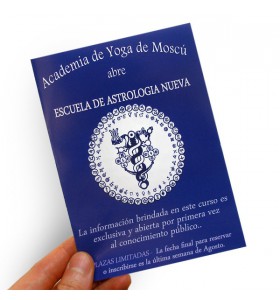 Academia de Yoga de Moscú
abre
ESCUELA DE ASTROLOGIA NUEVA
La información brindada en este curso es
exclusiva y abierta por primera vez
al conocimiento público..
PLAZAS LIMITADAS - La fecha final para reservar
o inscribirse es la última semana de Agosto.